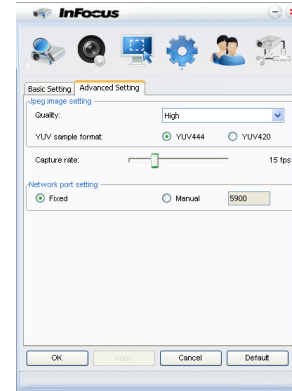 InFocus
Basic Setting Advanced Setting
Jpeg image setting
Quality: High
YUV sample format: YUV444 YUV420
Capture rate: 15 fps
Network port setting
Fixed Manual 5900
OK Apply Cancel Default